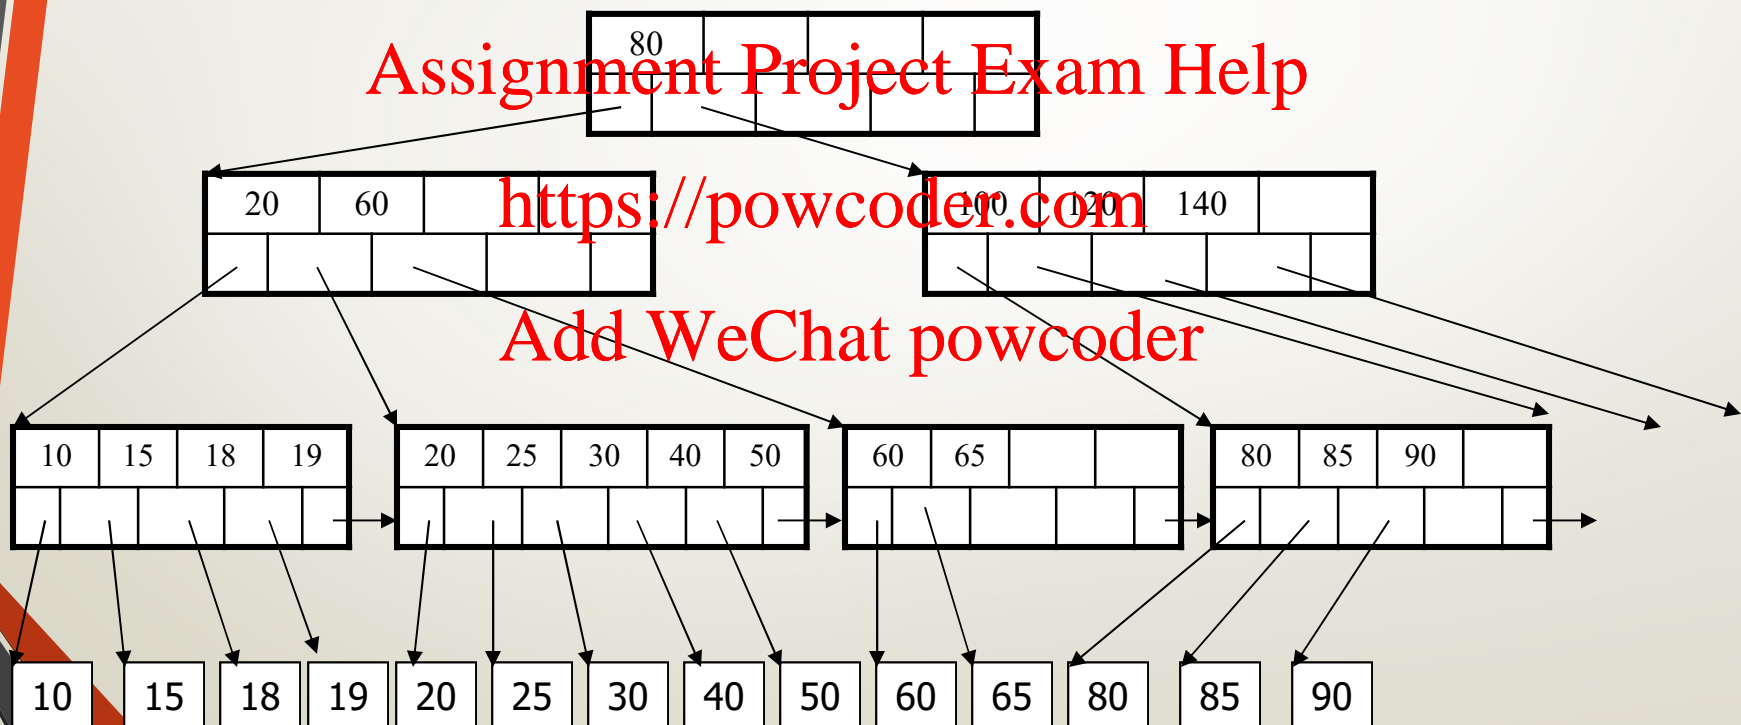 80
Assignment Project Exam Help
20 60 100 120 140
https://powcoder.com
Add WeChat powcoder
10 15 18 19 20 25 30 40 50 60 65 80 85 90
10 15 18 19 20 25 30 40 50 60 65 80 85 90